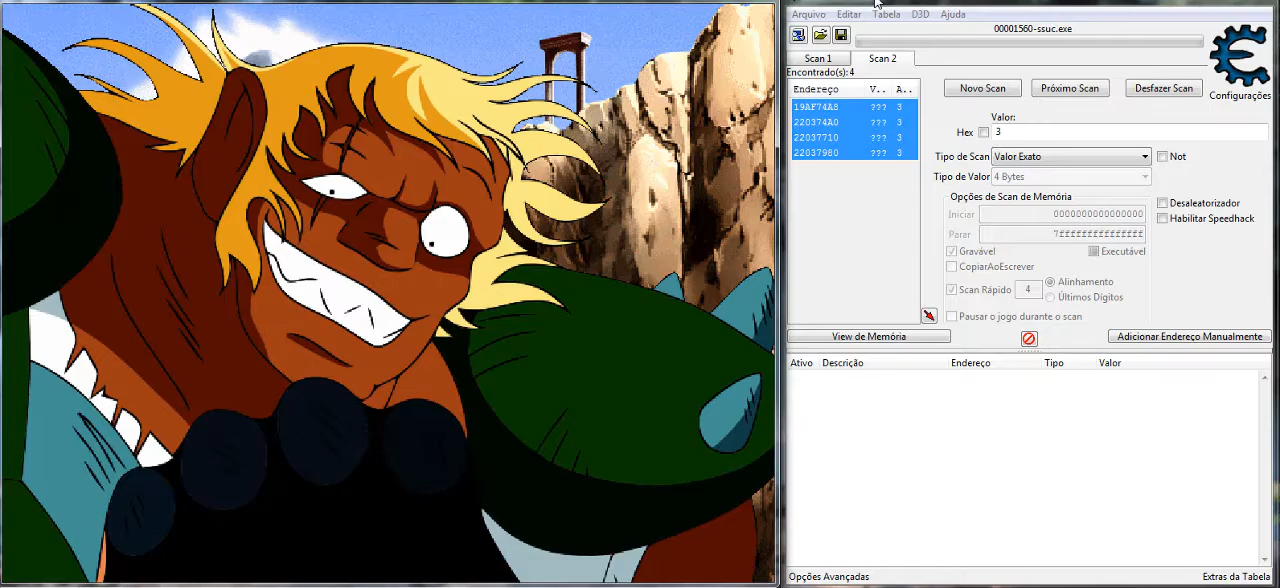 Arquivo Editar Tabela D3D Ajuda
00001560-ssuc.exe
Scan 1 Scan 2
Encontrado(s):4
Endereço V.. A..
19AF74A8 ??? 3
220374A0 ??? 3
22037710 ??? 3
22037980 ??? 3
Novo Scan Próximo Scan Desfazer Scan
Configurações
Valor:
Hex 3
Tipo de Scan Valor Exato Not
Tipo de Valor 4 Bytes
Opções de Scan de Memória
Iniciar 0000000000000000
Parar 7fffffffffffffff
Desaleatorizador
Habilitar Speedhack
Gravável Executável
CopiarAoEscrever
Scan Rápido 4 Alinhamento
Últimos Dígitos
Pausar o jogo durante o scan
View de Memória Adicionar Endereço Manualmente
Ativo Descrição Endereço Tipo Valor
Opções Avançadas Extras da Tabela